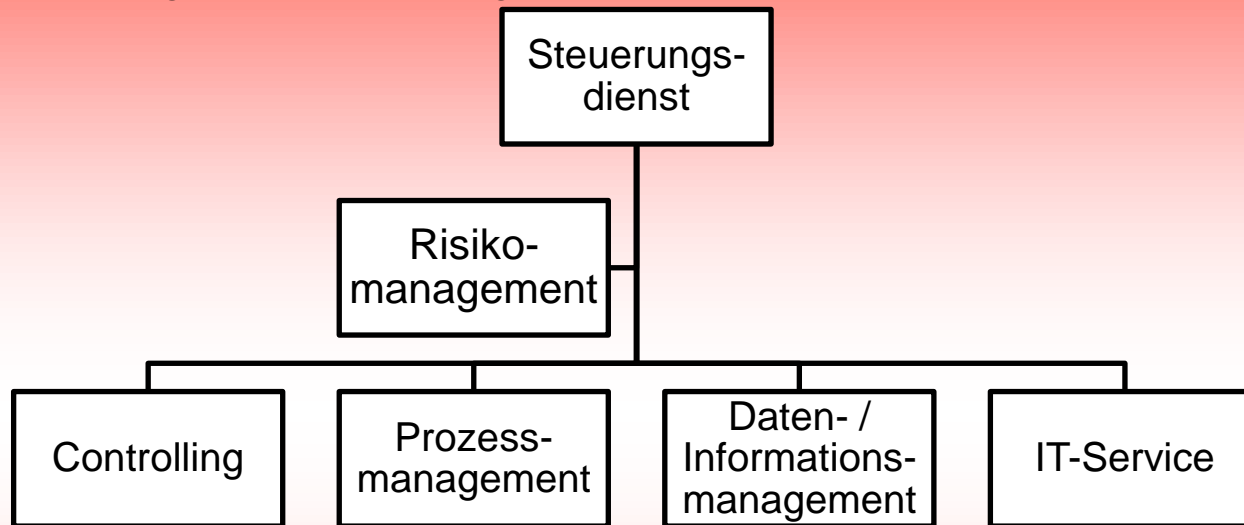 Steuerungs-
dienst
Risiko-
management
Controlling
Prozess-
management
Daten- /
Informations-
management
IT-Service